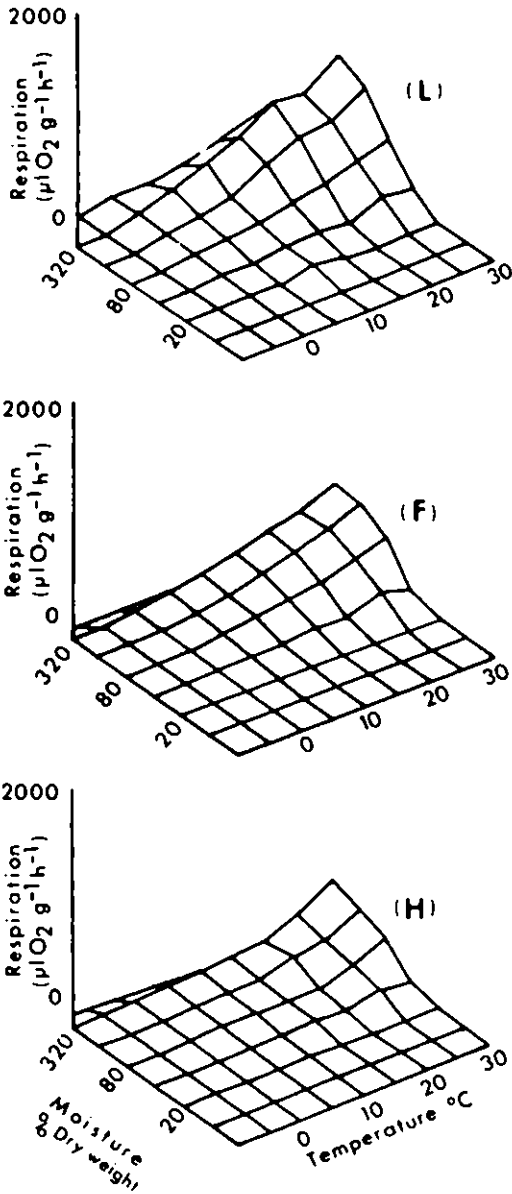 2000
Respiration
(μl O2 g-1 h-1)
0
320
80
20
0
10
20
30
(L)
2000
Respiration
(μl O2 g-1 h-1)
0
320
80
20
0
10
20
30
(F)
2000
Respiration
(μl O2 g-1 h-1)
0
320
80
20
0
10
20
30
(H)
Moisture
% Dry weight
Temperature °C